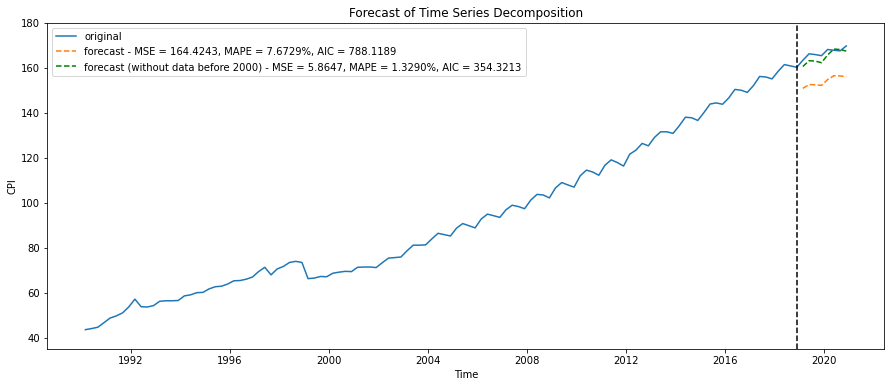 Forecast of Time Series Decomposition
original
forecast - MSE = 164.4243, MAPE = 7.6729%, AIC = 788.1189
forecast (without data before 2000) - MSE = 5.8647, MAPE = 1.3290%, AIC = 354.3213
180
160
140
120
100
80
60
40
CPI
1992 1996 2000 2004 2008 2012 2016 2020
Time